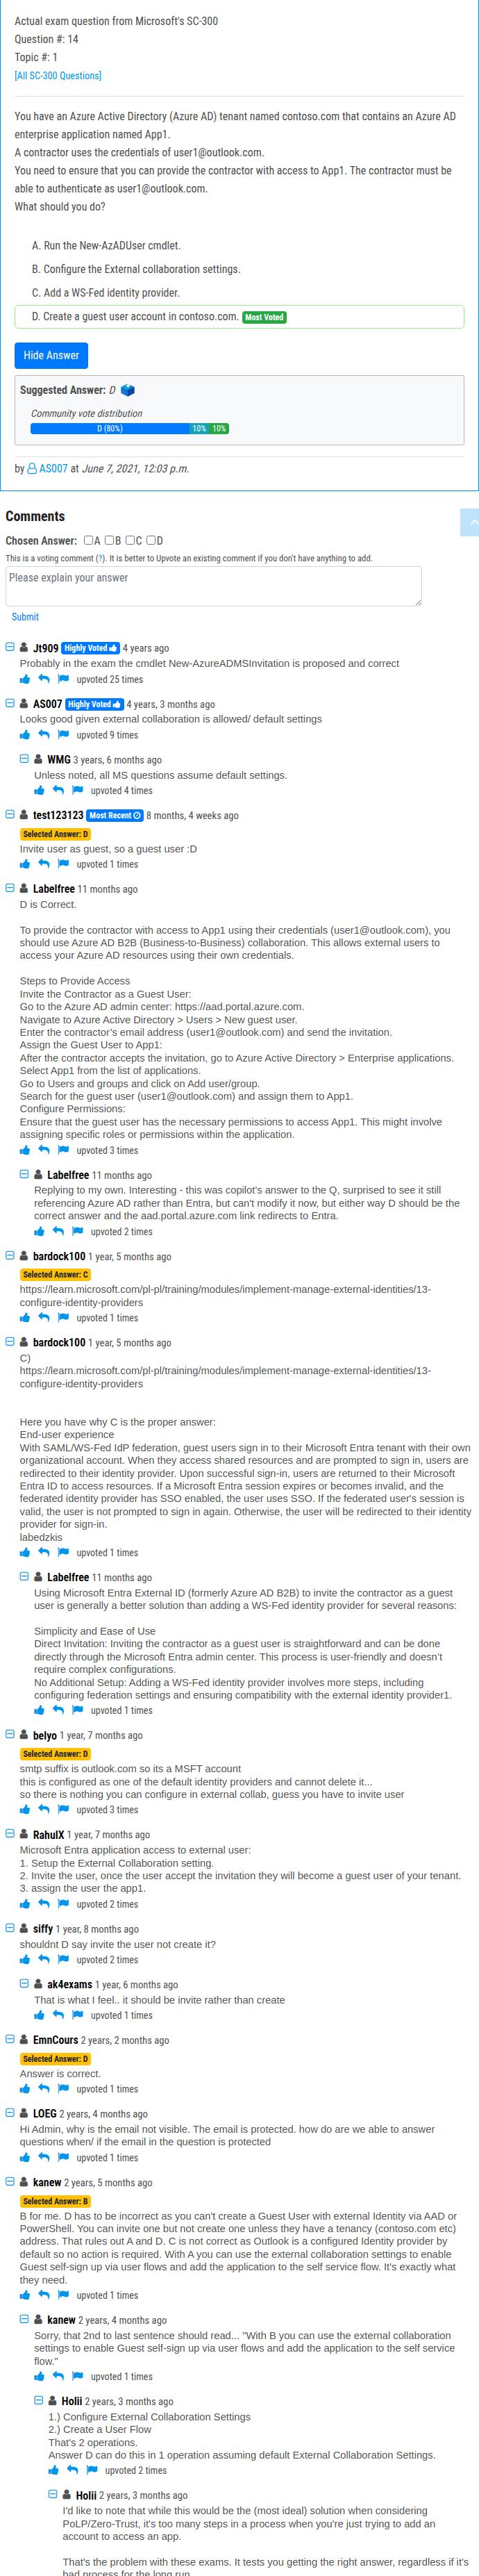 Actual exam question from Microsoft's SC-300
Question #: 14
Topic #: 1
[All SC-300 Questions]
You have an Azure Active Directory (Azure AD) tenant named contoso.com that contains an Azure AD
enterprise application named App1.
A contractor uses the credentials of user1@outlook.com.
You need to ensure that you can provide the contractor with access to App1. The contractor must be
able to authenticate as user1@outlook.com.
What should you do?
A. Run the New-AzADUser cmdlet.
B. Configure the External collaboration settings.
C. Add a WS-Fed identity provider.
D. Create a guest user account in contoso.com. Most Voted
Hide Answer
Suggested Answer: D
Community vote distribution
D (80%) 10% 10%
by AS007 at June 7, 2021, 12:03 p.m.
Comments
Chosen Answer: A B C D
This is a voting comment (?). It is better to Upvote an existing comment if you don't have anything to add.
Please explain your answer
Submit
Jt909 Highly Voted 4 years ago
Probably in the exam the cmdlet New-AzureADMSInvitation is proposed and correct
upvoted 25 times
AS007 Highly Voted 4 years, 3 months ago
Looks good given external collaboration is allowed/ default settings
upvoted 9 times
WMG 3 years, 6 months ago
Unless noted, all MS questions assume default settings.
upvoted 4 times
test123123 Most Recent 8 months, 4 weeks ago
Selected Answer: D
Invite user as guest, so a guest user :D
upvoted 1 times
Labelfree 11 months ago
D is Correct.
To provide the contractor with access to App1 using their credentials (user1@outlook.com), you
should use Azure AD B2B (Business-to-Business) collaboration. This allows external users to
access your Azure AD resources using their own credentials.
Steps to Provide Access
Invite the Contractor as a Guest User:
Go to the Azure AD admin center: https://aad.portal.azure.com.
Navigate to Azure Active Directory > Users > New guest user.
Enter the contractor's email address (user1@outlook.com) and send the invitation.
Assign the Guest User to App1:
After the contractor accepts the invitation, go to Azure Active Directory > Enterprise applications.
Select App1 from the list of applications.
Go to Users and groups and click on Add user/group.
Search for the guest user (user1@outlook.com) and assign them to App1.
Configure Permissions:
Ensure that the guest user has the necessary permissions to access App1. This might involve
assigning specific roles or permissions within the application.
upvoted 3 times
Labelfree 11 months ago
Replying to my own. Interesting - this was copilot's answer to the Q, surprised to see it still
referencing Azure AD rather than Entra, but can't modify it now, but either way D should be the
correct answer and the aad.portal.azure.com link redirects to Entra.
upvoted 2 times
bardock100 1 year, 5 months ago
Selected Answer: C
https://learn.microsoft.com/pl-pl/training/modules/implement-manage-external-identities/13-
configure-identity-providers
upvoted 1 times
bardock100 1 year, 5 months ago
C)
https://learn.microsoft.com/pl-pl/training/modules/implement-manage-external-identities/13-
configure-identity-providers
Here you have why C is the proper answer:
End-user experience
With SAML/WS-Fed IdP federation, guest users sign in to their Microsoft Entra tenant with their own
organizational account. When they access shared resources and are prompted to sign in, users are
redirected to their identity provider. Upon successful sign-in, users are returned to their Microsoft
Entra ID to access resources. If a Microsoft Entra session expires or becomes invalid, and the
federated identity provider has SSO enabled, the user uses SSO. If the federated user's session is
valid, the user is not prompted to sign in again. Otherwise, the user will be redirected to their identity
provider for sign-in.
labedzkis
upvoted 1 times
Labelfree 11 months ago
Using Microsoft Entra External ID (formerly Azure AD B2B) to invite the contractor as a guest
user is generally a better solution than adding a WS-Fed identity provider for several reasons:
Simplicity and Ease of Use
Direct Invitation: Inviting the contractor as a guest user is straightforward and can be done
directly through the Microsoft Entra admin center. This process is user-friendly and doesn't
require complex configurations.
No Additional Setup: Adding a WS-Fed identity provider involves more steps, including
configuring federation settings and ensuring compatibility with the external identity provider1.
upvoted 1 times
belyo 1 year, 7 months ago
Selected Answer: D
smtp suffix is outlook.com so its a MSFT account
this is configured as one of the default identity providers and cannot delete it...
so there is nothing you can configure in external collab, guess you have to invite user
upvoted 3 times
RahulX 1 year, 7 months ago
Microsoft Entra application access to external user:
1. Setup the External Collaboration setting.
2. Invite the user, once the user accept the invitation they will become a guest user of your tenant.
3. assign the user the app1.
upvoted 2 times
siffy 1 year, 8 months ago
shouldnt D say invite the user not create it?
upvoted 2 times
ak4exams 1 year, 6 months ago
That is what I feel.. it should be invite rather than create
upvoted 1 times
EmnCours 2 years, 2 months ago
Selected Answer: D
Answer is correct.
upvoted 1 times
LOEG 2 years, 4 months ago
Hi Admin, why is the email not visible. The email is protected. how do are we able to answer
questions when/ if the email in the question is protected
upvoted 1 times
kanew 2 years, 5 months ago
Selected Answer: B
B for me. D has to be incorrect as you can't create a Guest User with external Identity via AAD or
PowerShell. You can invite one but not create one unless they have a tenancy (contoso.com etc)
address. That rules out A and D. C is not correct as Outlook is a configured Identity provider by
default so no action is required. With A you can use the external collaboration settings to enable
Guest self-sign up via user flows and add the application to the self service flow. It's exactly what
they need.
upvoted 1 times
kanew 2 years, 4 months ago
Sorry, that 2nd to last sentence should read... "With B you can use the external collaboration
settings to enable Guest self-sign up via user flows and add the application to the self service
flow."
upvoted 1 times
Holii 2 years, 3 months ago
1.) Configure External Collaboration Settings
2.) Create a User Flow
That's 2 operations.
Answer D can do this in 1 operation assuming default External Collaboration Settings.
upvoted 2 times
Holii 2 years, 3 months ago
I'd like to note that while this would be the (most ideal) solution when considering
PoLP/Zero-Trust, it's too many steps in a process when you're just trying to add an
account to access an app.
That's the problem with these exams. It tests you getting the right answer, regardless if it's
bad process for the long run.